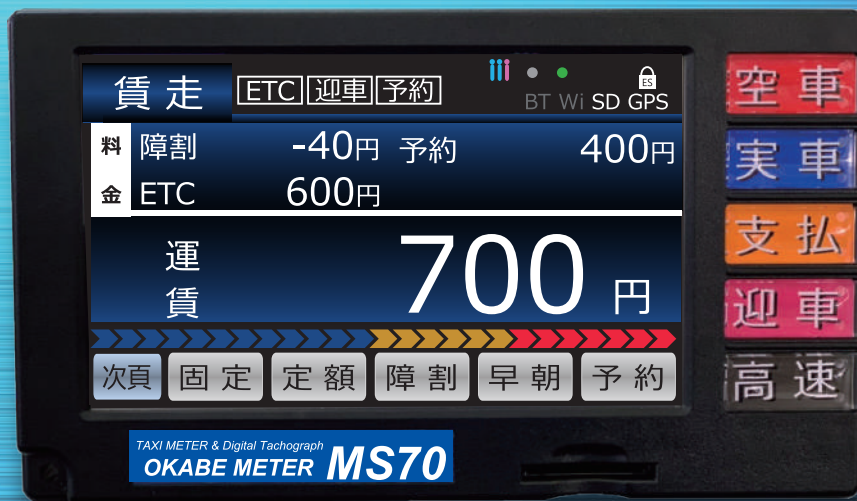 賃走 ETC 迎車 予約
ES
BT Wi SD GPS
料金
障割 -40円 予約 400円
ETC 600円
運賃 700円
次頁 固定 定額 障割 早朝 予約
空車
実車
支払
迎車
高速
TAXI METER & Digital Tachograph
OKABE METER MS70